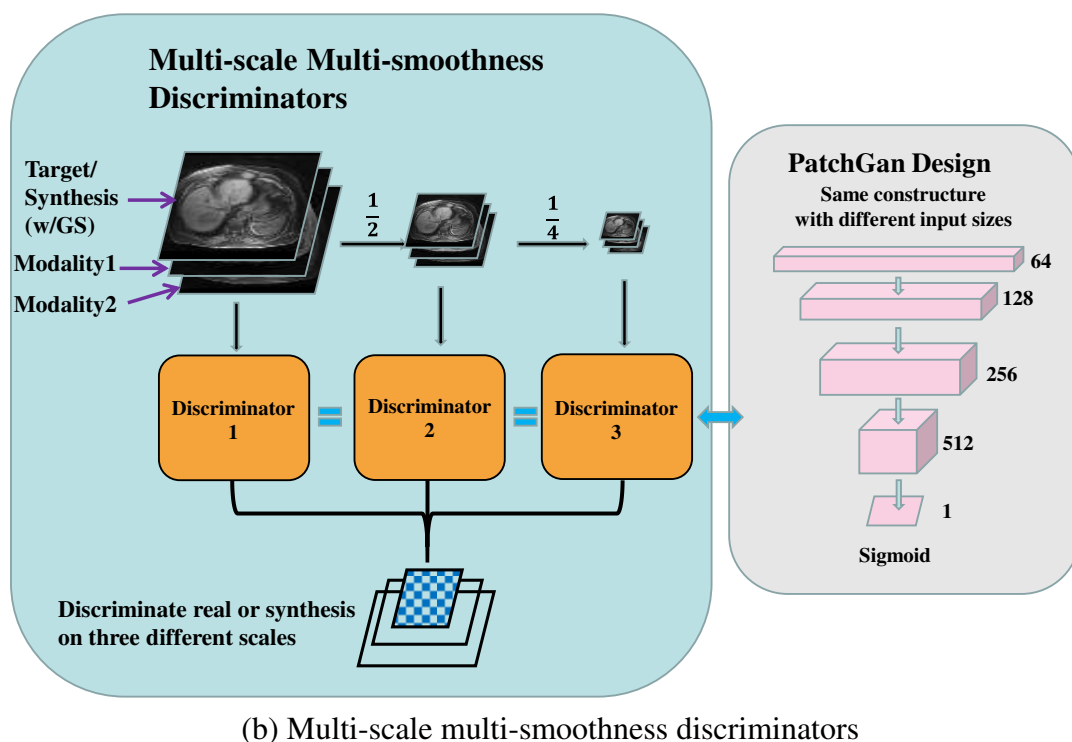 Multi-scale Multi-smoothness
Discriminators
Target/
Synthesis
(w/GS)
Modality1
Modality2
1/2
1/4
Discriminator
1
Discriminator
2
Discriminator
3
Discriminate real or synthesis
on three different scales
PatchGan Design
Same constructure
with different input sizes
64
128
256
512
1
Sigmoid
(b) Multi-scale multi-smoothness discriminators